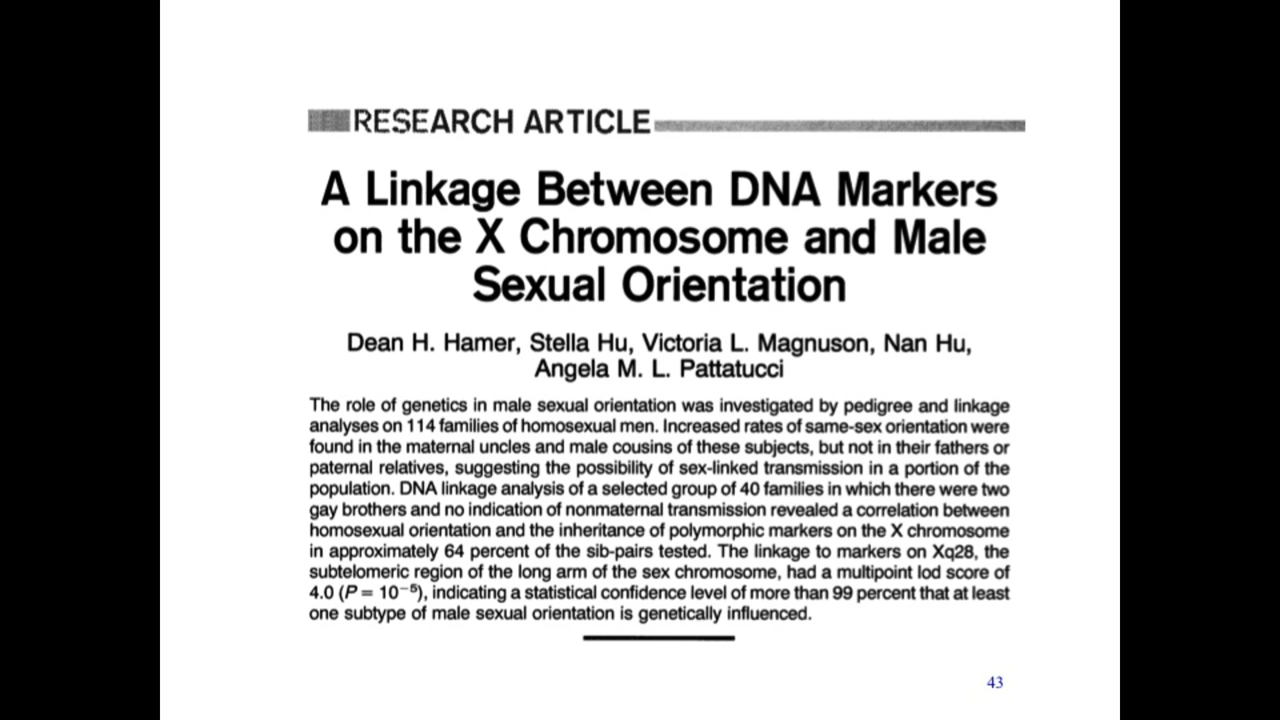 RESEARCH ARTICLE
A Linkage Between DNA Markers
on the X Chromosome and Male
Sexual Orientation
Dean H. Hamer, Stella Hu, Victoria L. Magnuson, Nan Hu,
Angela M. L. Pattatucci
The role of genetics in male sexual orientation was investigated by pedigree and linkage
analyses on 114 families of homosexual men. Increased rates of same-sex orientation were
found in the maternal uncles and male cousins of these subjects, but not in their fathers or
paternal relatives, suggesting the possibility of sex-linked transmission in a portion of the
population. DNA linkage analysis of a selected group of 40 families in which there were two
gay brothers and no indication of nonmaternal transmission revealed a correlation between
homosexual orientation and the inheritance of polymorphic markers on the X chromosome
in approximately 64 percent of the sib-pairs tested. The linkage to markers on Xq28, the
subtelomeric region of the long arm of the sex chromosome, had a multipoint lod score of
4.0 (P = 10⁻⁵), indicating a statistical confidence level of more than 99 percent that at least
one subtype of male sexual orientation is genetically influenced.
43